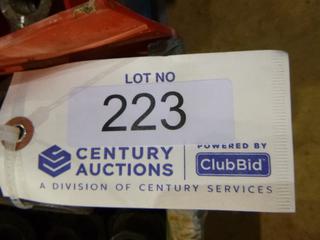 LOT NO
223
CENTURY AUCTIONS
POWERED BY
ClubBid
A DIVISION OF CENTURY SERVICES